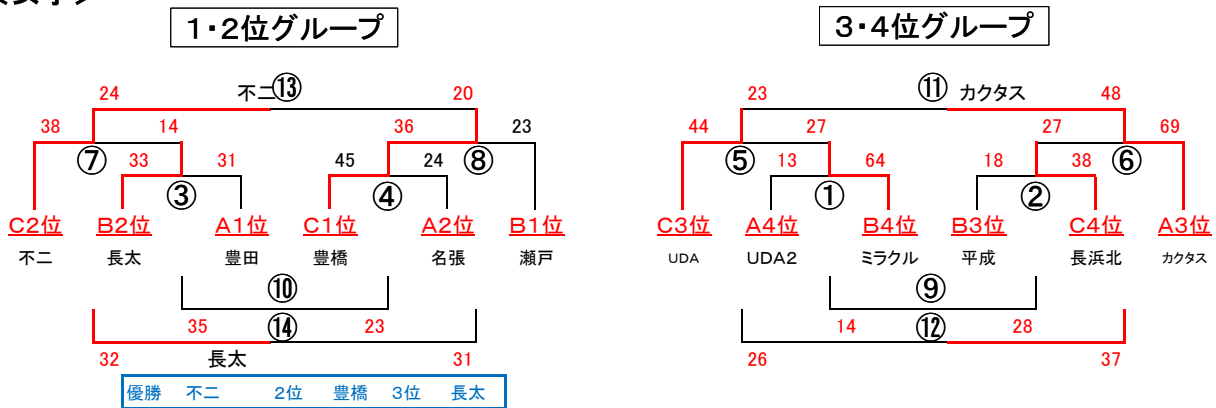 1・2位グループ 3・4位グループ
24 不二 ⑬ 20 23 ⑪ カクタス 48
38 14 36 23 44 27 27 69
⑦ 33 31 45 24 ⑧ ⑤ 13 64 18 38 ⑥
③ ④ ① ②
C2位 B2位 A1位 C1位 A2位 B1位 C3位 A4位 B4位 B3位 C4位 A3位
不二 長太 豊田 豊橋 名張 瀬戸 UDA UDA2 ミラクル 平成 長浜北 カクタス
⑩ ⑨
35 ⑭ 23 14 ⑫ 28
32 長太 31 26 37
優勝 不二 2位 豊橋 3位 長太